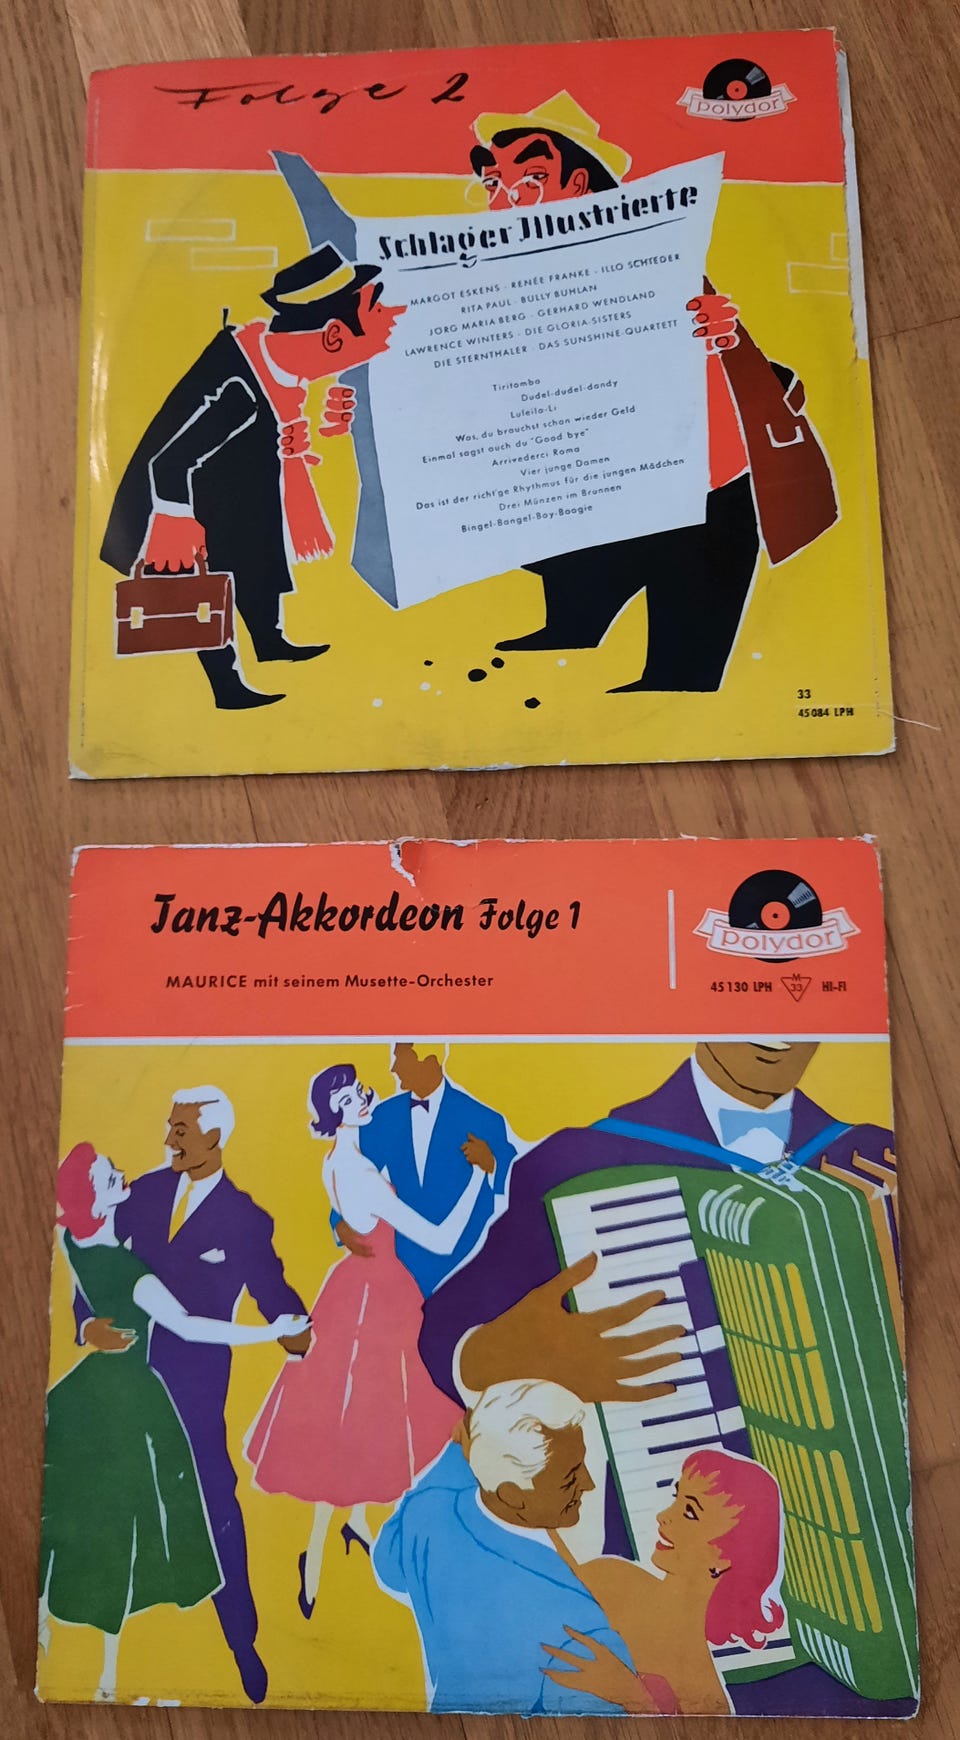 Folge 2
polydor
Schlager Illustrierte
MARGOT ESKENS · RENÉE FRANKE · ILLO SCHIEDER
RITA PAUL · BULLY BUHLAN
JÖRG MARIA BERG · GERHARD WENDLAND
LAWRENCE WINTERS · DIE GLORIA-SISTERS
DIE STERNTHALER · DAS SUNSHINE-QUARTETT
Tiritomba
Dudel-dudel-dandy
Luleila-Li
Was, du brauchst schon wieder Geld
Einmal sagst auch du "Good bye"
Arrivederci Roma
Vier junge Damen
Das ist der richt'ge Rhythmus für die jungen Mädchen
Drei Münzen im Brunnen
Bingel-Bangel-Boy-Boogie
33
45084 LPH
Tanz-Akkordeon Folge 1
polydor
MAURICE mit seinem Musette-Orchester
45130 LPH M 33 HI-FI